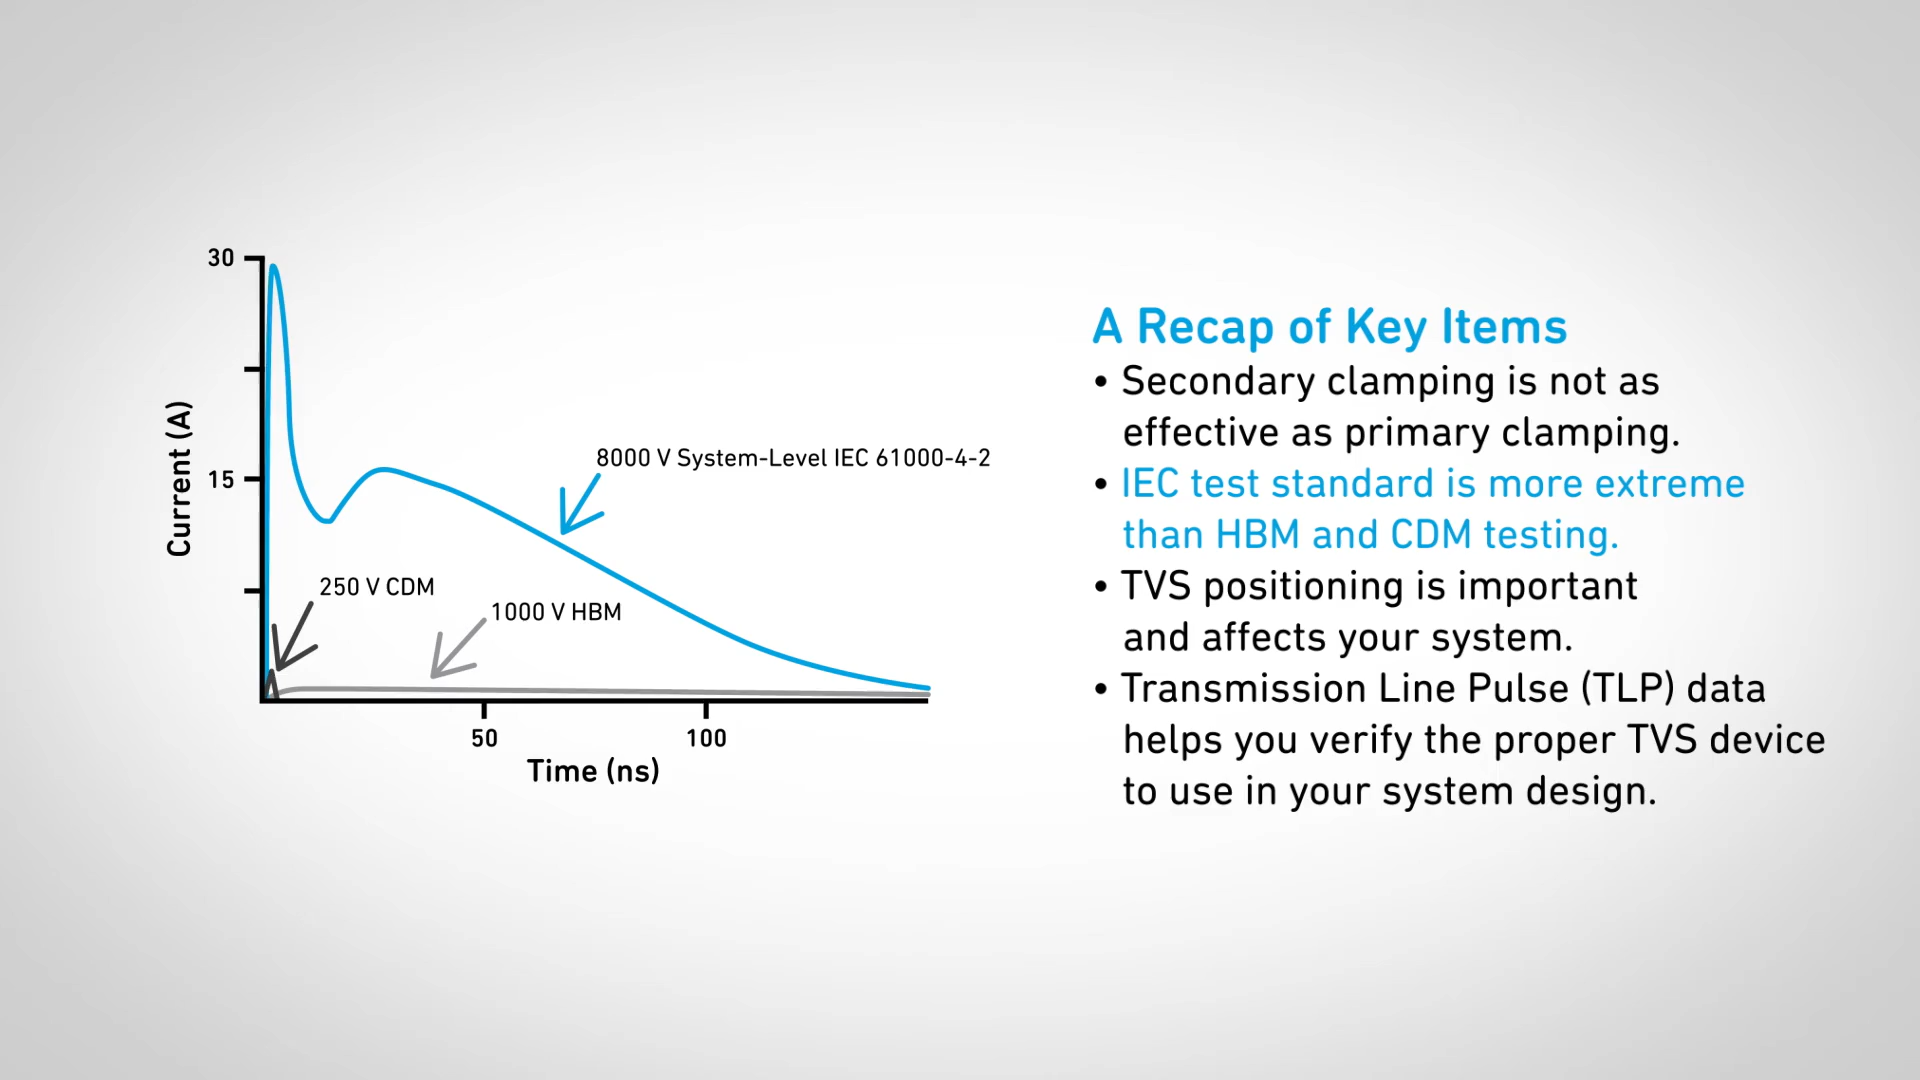 30
15
Current (A)
8000 V System-Level IEC 61000-4-2
250 V CDM
1000 V HBM
50
100
Time (ns)
A Recap of Key Items
• Secondary clamping is not as
effective as primary clamping.
• IEC test standard is more extreme
than HBM and CDM testing.
• TVS positioning is important
and affects your system.
• Transmission Line Pulse (TLP) data
helps you verify the proper TVS device
to use in your system design.